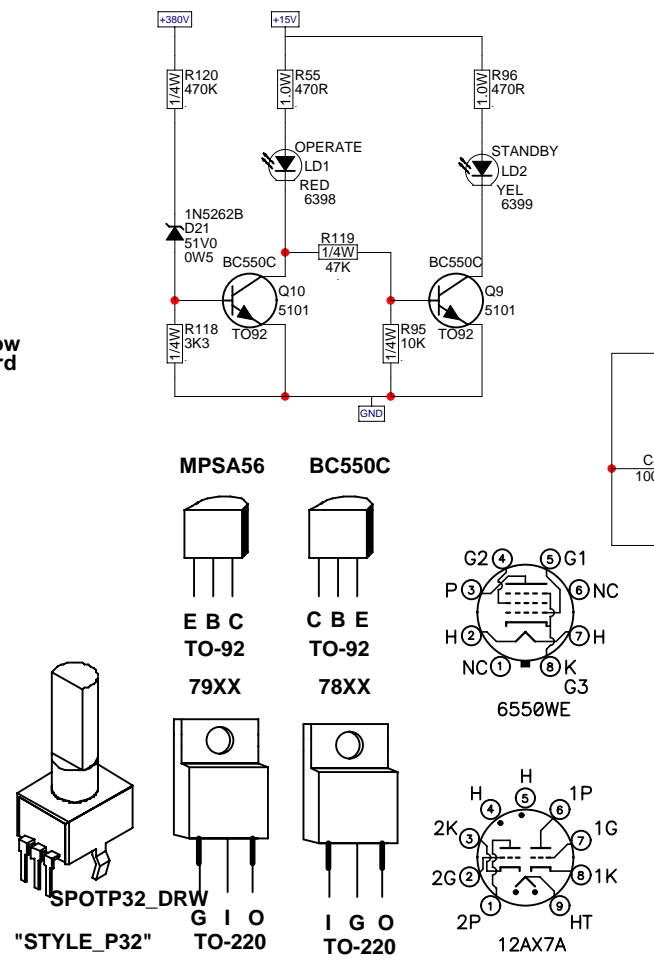 +380V
+15V
1/4W
R120
470K
1.0W
R55
470R
1.0W
R96
470R
OPERATE
LD1
RED
6398
STANDBY
LD2
YEL
6399
1N5262B
D21
51V0
0W5
R119
1/4W
47K
BC550C
Q10
5101
TO92
BC550C
Q9
5101
TO92
1/4W
R118
3K3
1/4W
R95
10K
GND
MPSA56
BC550C
E B C
TO-92
C B E
TO-92
79XX
78XX
G I O
TO-220
I G O
TO-220
SPOTP32_DRW
"STYLE_P32"
G2 4
5 G1
P 3
6 NC
H 2
7 H
NC 1
8 K
G3
6550WE
H
H 4
5
6 1P
2K 3
7 1G
2G 2
8 1K
2P 1
9 HT
12AX7A